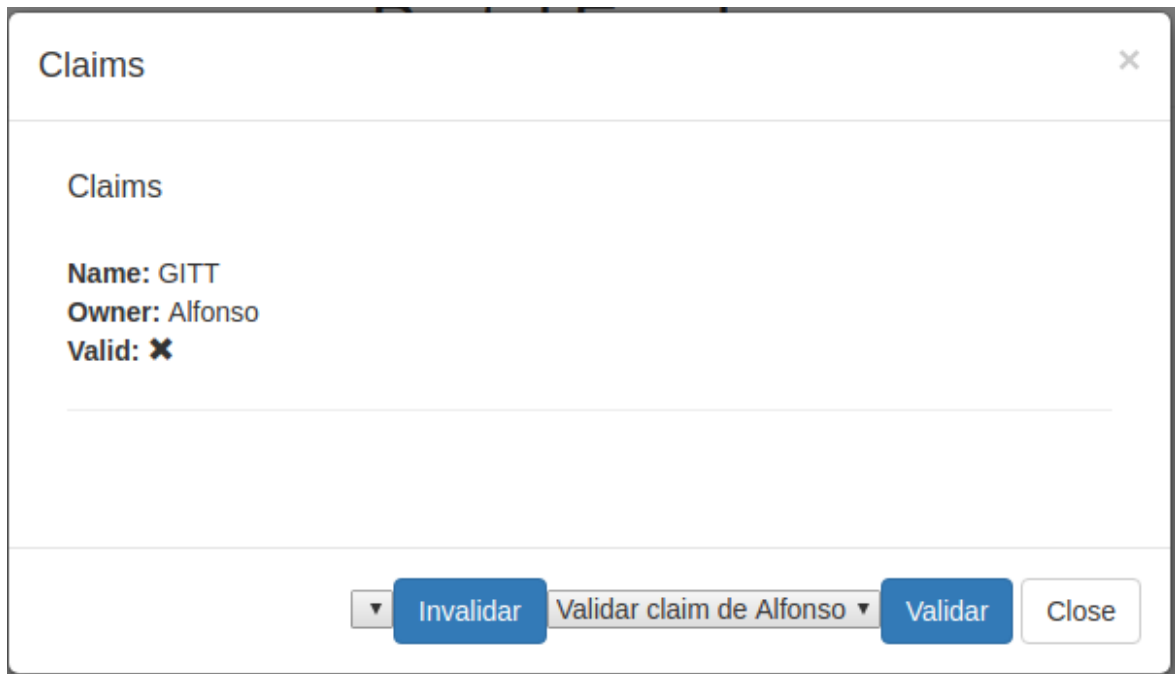 Claims
×
Claims
Name: GITT
Owner: Alfonso
Valid: ✖
Invalidar Validar claim de Alfonso Validar Close